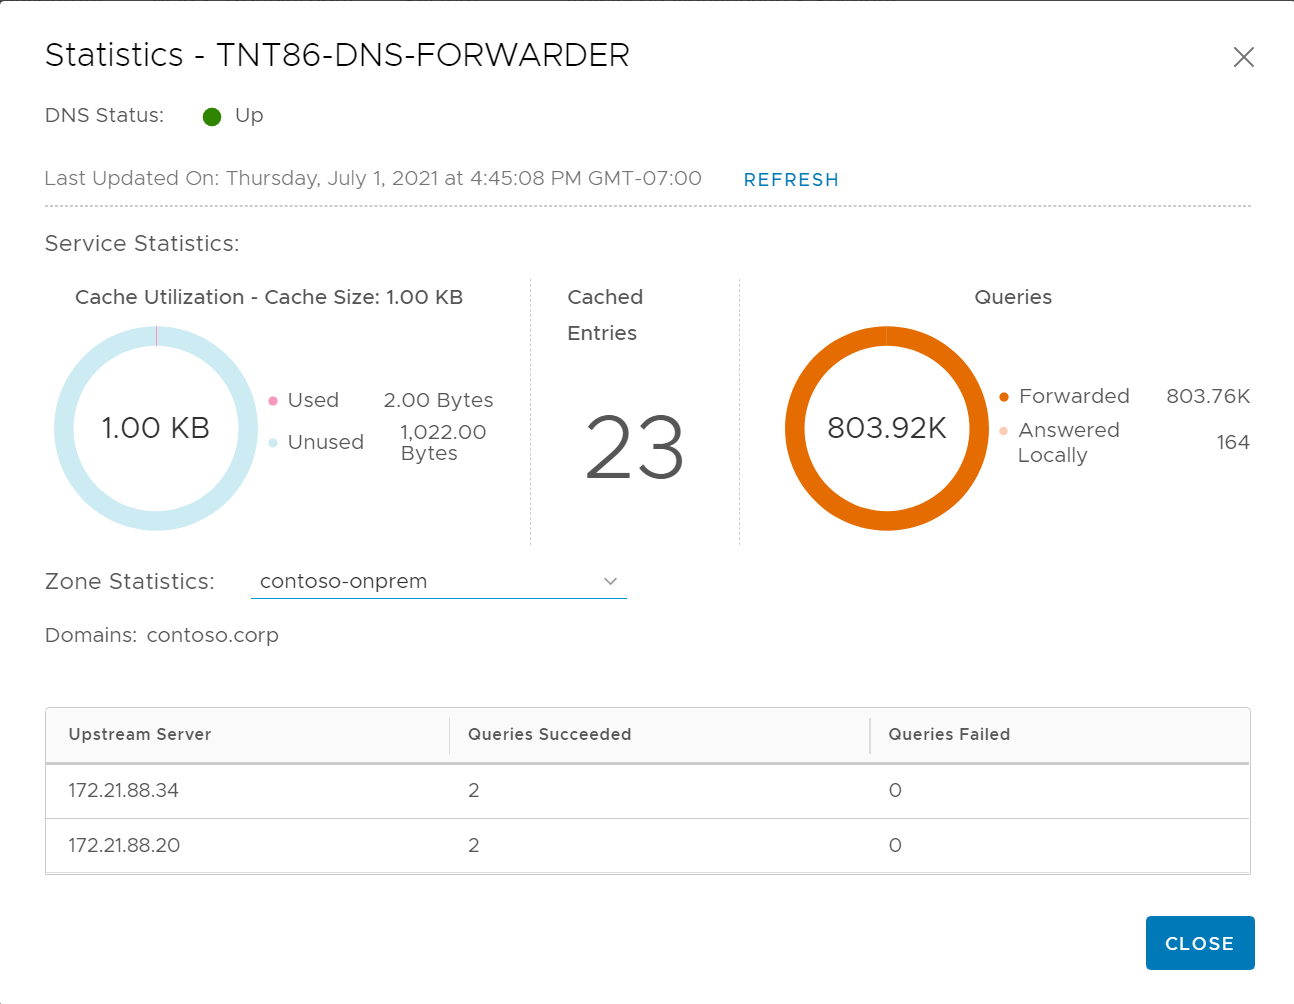 Statistics - TNT86-DNS-FORWARDER
DNS Status: Up
Last Updated On: Thursday, July 1, 2021 at 4:45:08 PM GMT-07:00 REFRESH
Service Statistics:
Cache Utilization - Cache Size: 1.00 KB
1.00 KB
Used 2.00 Bytes
Unused 1,022.00
Bytes
Cached
Entries
23
Queries
803.92K
Forwarded 803.76K
Answered
Locally 164
Zone Statistics: contoso-onprem
Domains: contoso.corp
Upstream Server Queries Succeeded Queries Failed
172.21.88.34 2 0
172.21.88.20 2 0
CLOSE